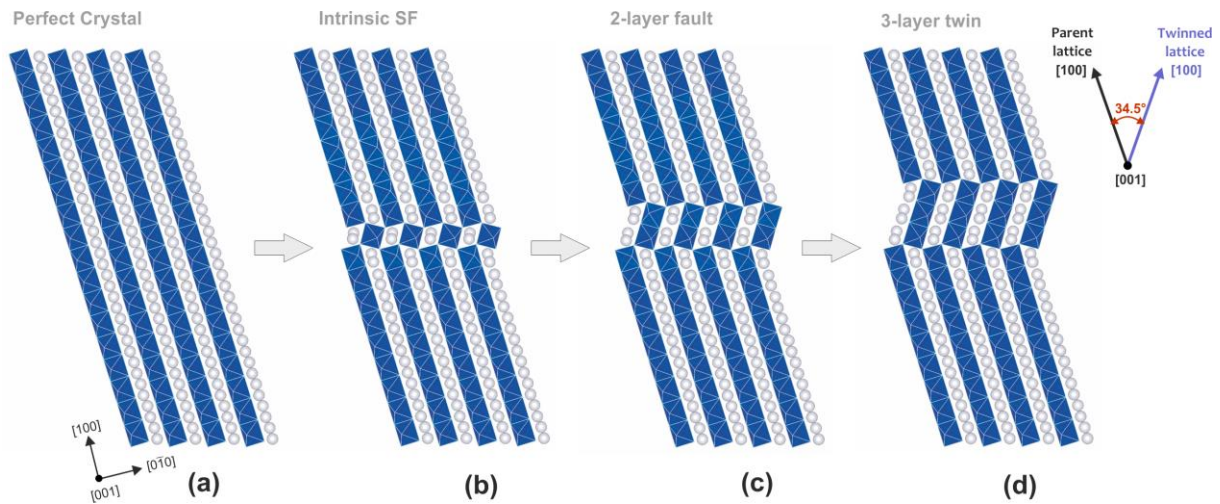 Perfect Crystal
Intrinsic SF
2-layer fault
3-layer twin
Parent
lattice
[100]
Twinned
lattice
[100]
34.5°
[001]
[100]
[01̄0]
[001]
(a)
(b)
(c)
(d)